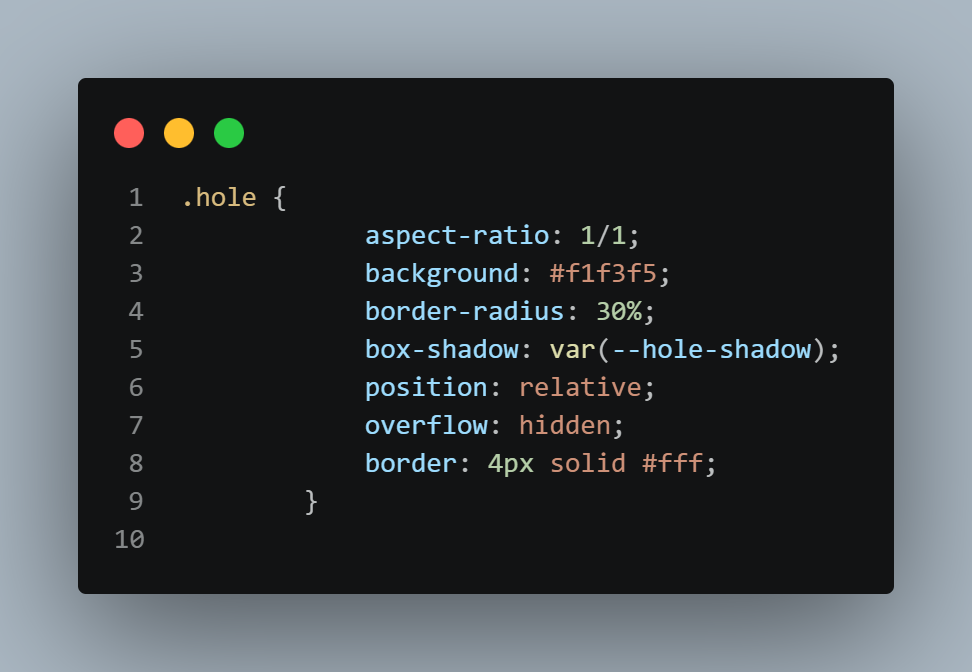 1 .hole {
2 aspect-ratio: 1/1;
3 background: #f1f3f5;
4 border-radius: 30%;
5 box-shadow: var(--hole-shadow);
6 position: relative;
7 overflow: hidden;
8 border: 4px solid #fff;
9 }
10